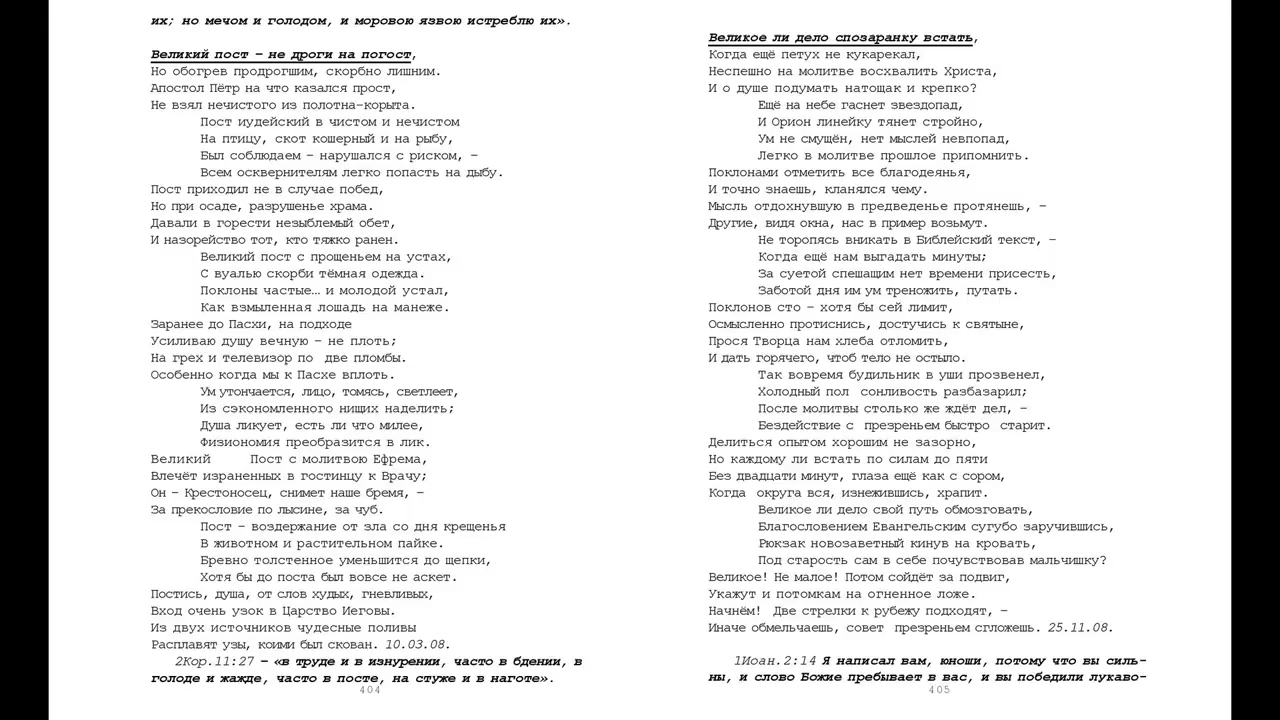 их; но мечом и голодом, и моровою язвою истреблю их».
Великий пост – не дроги на погост,
Но обогрев продрогшим, скорбно лишним.
Апостол Пётр на что казался прост,
Не взял нечистого из полотна-корыта.
Пост иудейский в чистом и нечистом
На птицу, скот кошерный и на рыбу,
Был соблюдаем – нарушался с риском, –
Всем осквернителям легко попасть на дыбу.
Пост приходил не в случае побед,
Но при осаде, разрушенье храма.
Давали в горести незыблемый обет,
И назорейство тот, кто тяжко ранен.
Великий пост с прощеньем на устах,
С вуалью скорби тёмная одежда.
Поклоны частые… и молодой устал,
Как взмыленная лошадь на манеже.
Заранее до Пасхи, на подходе
Усиливаю душу вечную – не плоть;
На грех и телевизор по две пломбы.
Особенно когда мы к Пасхе вплоть.
Ум утончается, лицо, томясь, светлеет,
Из сэкономленного нищих наделить;
Душа ликует, есть ли что милее,
Физиономия преобразится в лик.
Великий Пост с молитвою Ефрема,
Влечёт израненных в гостинцу к Врачу;
Он – Крестоносец, снимет наше бремя, –
За прекословие по лысине, за чуб.
Пост – воздержание от зла со дня крещенья
В животном и растительном пайке.
Бревно толстенное уменьшится до щепки,
Хотя бы до поста был вовсе не аскет.
Постись, душа, от слов худых, гневливых,
Вход очень узок в Царство Иеговы.
Из двух источников чудесные поливы
Расплавят узы, коими был скован. 10.03.08.
2Кор.11:27 – «в труде и в изнурении, часто в бдении, в
голоде и жажде, часто в посте, на стуже и в наготе».
404
Великое ли дело спозаранку встать,
Когда ещё петух не кукарекал,
Неспешно на молитве восхвалить Христа,
И о душе подумать натощак и крепко?
Ещё на небе гаснет звездопад,
И Орион линейку тянет стройно,
Ум не смущён, нет мыслей невпопад,
Легко в молитве прошлое припомнить.
Поклонами отметить все благодеянья,
И точно знаешь, кланялся чему.
Мысль отдохнувшую в предведенье протянешь, –
Другие, видя окна, нас в пример возьмут.
Не торопясь вникать в Библейский текст, –
Когда ещё нам выгадать минуты;
За суетой спешащим нет времени присесть,
Заботой дня им ум треножить, путать.
Поклонов сто – хотя бы сей лимит,
Осмысленно протиснись, достучись к святыне,
Прося Творца нам хлеба отломить,
И дать горячего, чтоб тело не остыло.
Так вовремя будильник в уши прозвенел,
Холодный пол сонливость разбазарил;
После молитвы столько же ждёт дел, –
Бездействие с презреньем быстро старит.
Делиться опытом хорошим не зазорно,
Но каждому ли встать по силам до пяти
Без двадцати минут, глаза ещё как с сором,
Когда округа вся, изнежившись, храпит.
Великое ли дело свой путь обмозговать,
Благословением Евангельским сугубо заручившись,
Рюкзак новозаветный кинув на кровать,
Под старость сам в себе почувствовав мальчишку?
Великое! Не малое! Потом сойдёт за подвиг,
Укажут и потомкам на огненное ложе.
Начнём! Две стрелки к рубежу подходят, –
Иначе обмельчаешь, совет презреньем сгложешь. 25.11.08.
1Иоан.2:14 Я написал вам, юноши, потому что вы силь-
ны, и слово Божие пребывает в вас, и вы победили лукаво-
405